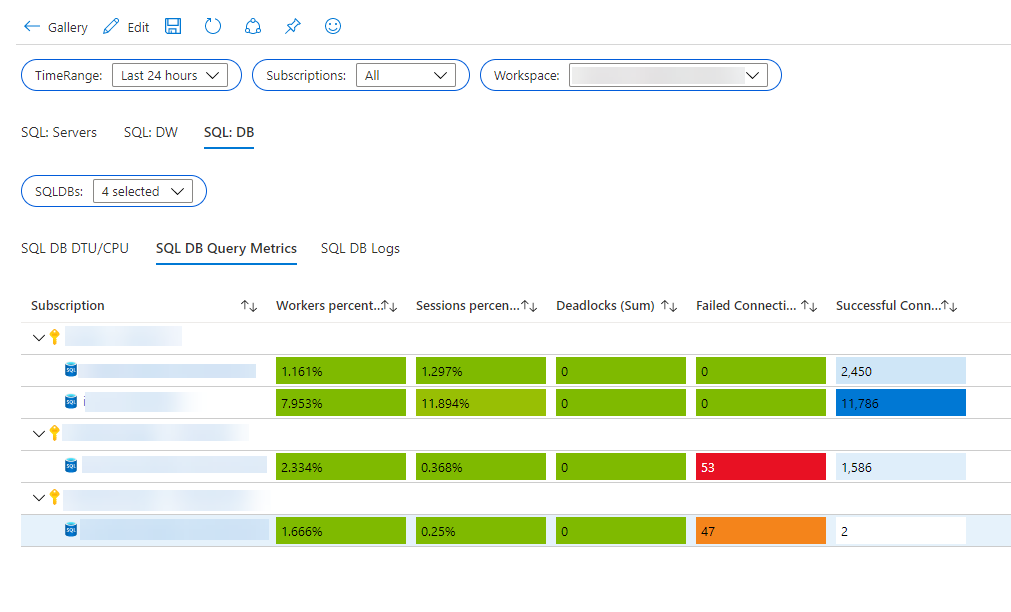 Gallery Edit
TimeRange: Last 24 hours Subscriptions: All Workspace:
SQL: Servers SQL: DW SQL: DB
SQLDBs: 4 selected
SQL DB DTU/CPU SQL DB Query Metrics SQL DB Logs
Subscription Workers percent... Sessions percen... Deadlocks (Sum) Failed Connecti... Successful Conn...
SQL 1.161% 1.297% 0 0 2,450
SQL 7.953% 11.894% 0 0 11,786
SQL 2.334% 0.368% 0 53 1,586
SQL 1.666% 0.25% 0 47 2